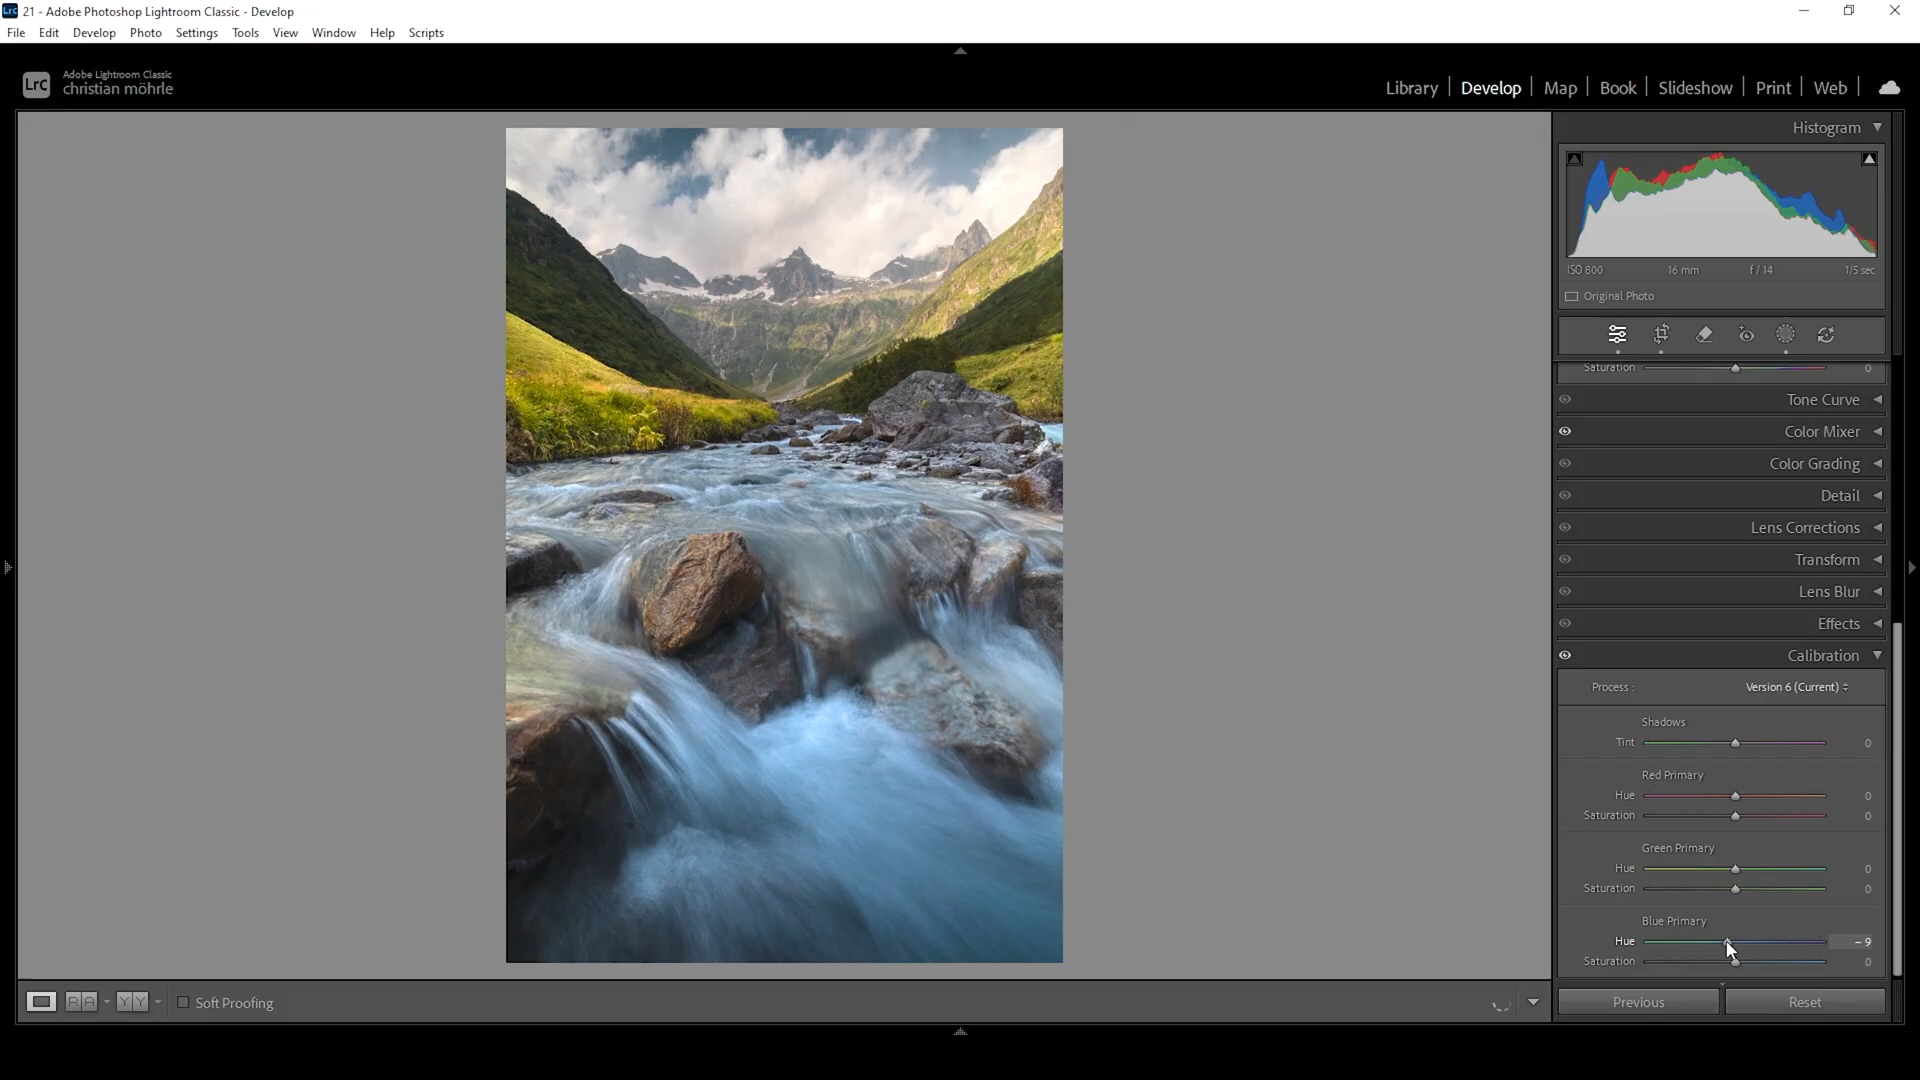 21 - Adobe Photoshop Lightroom Classic - Develop
File Edit Develop Photo Settings Tools View Window Help Scripts
Lrc
Adobe Lightroom Classic
christian möhrle
Library Develop Map Book Slideshow Print Web
Histogram
ISO 800 16 mm f / 14 1/5 sec
Original Photo
Saturation 0
Tone Curve
Color Mixer
Color Grading
Detail
Lens Corrections
Transform
Lens Blur
Effects
Calibration
Process : Version 6 (Current)
Shadows
Tint 0
Red Primary
Hue 0
Saturation 0
Green Primary
Hue 0
Saturation 0
Blue Primary
Hue – 9
Saturation 0
R A Y Y Soft Proofing
Previous Reset